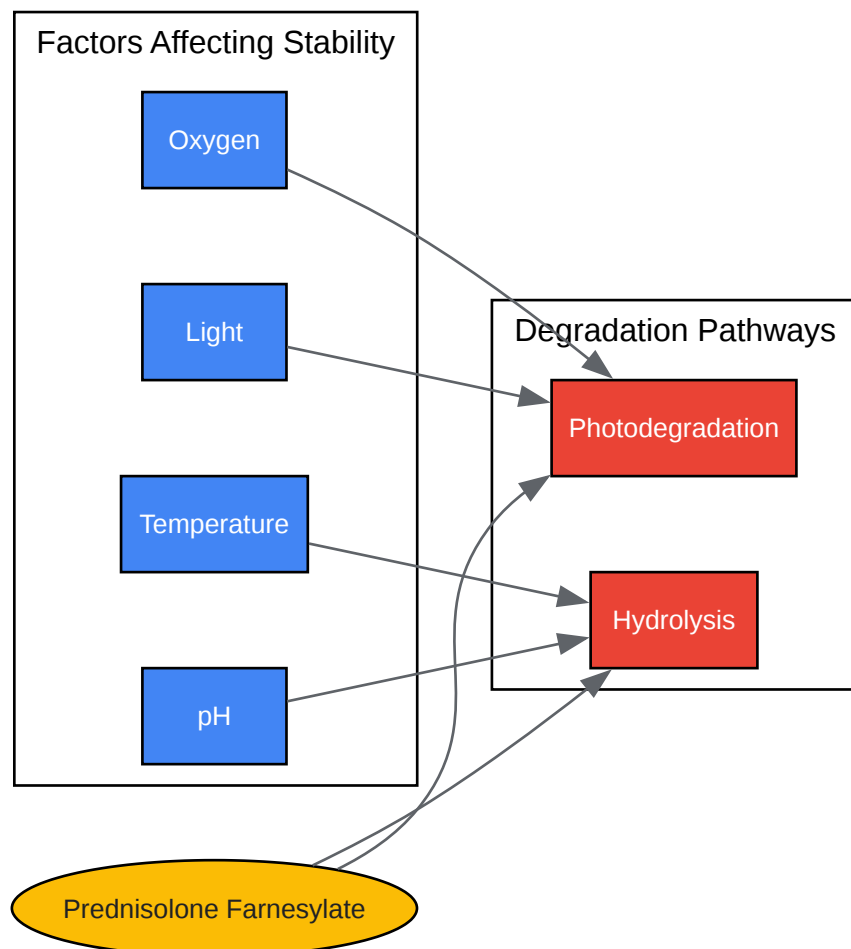 Factors Affecting Stability
Oxygen
Light
Temperature
pH
Degradation Pathways
Photodegradation
Hydrolysis
Prednisolone Farnesylate